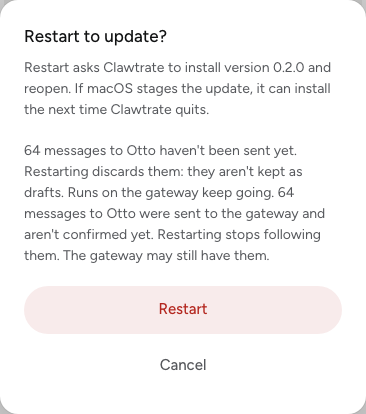 Restart to update?
Restart asks Clawtrate to install version 0.2.0 and
reopen. If macOS stages the update, it can install
the next time Clawtrate quits.
64 messages to Otto haven't been sent yet.
Restarting discards them: they aren't kept as
drafts. Runs on the gateway keep going. 64
messages to Otto were sent to the gateway and
aren't confirmed yet. Restarting stops following
them. The gateway may still have them.
Restart
Cancel